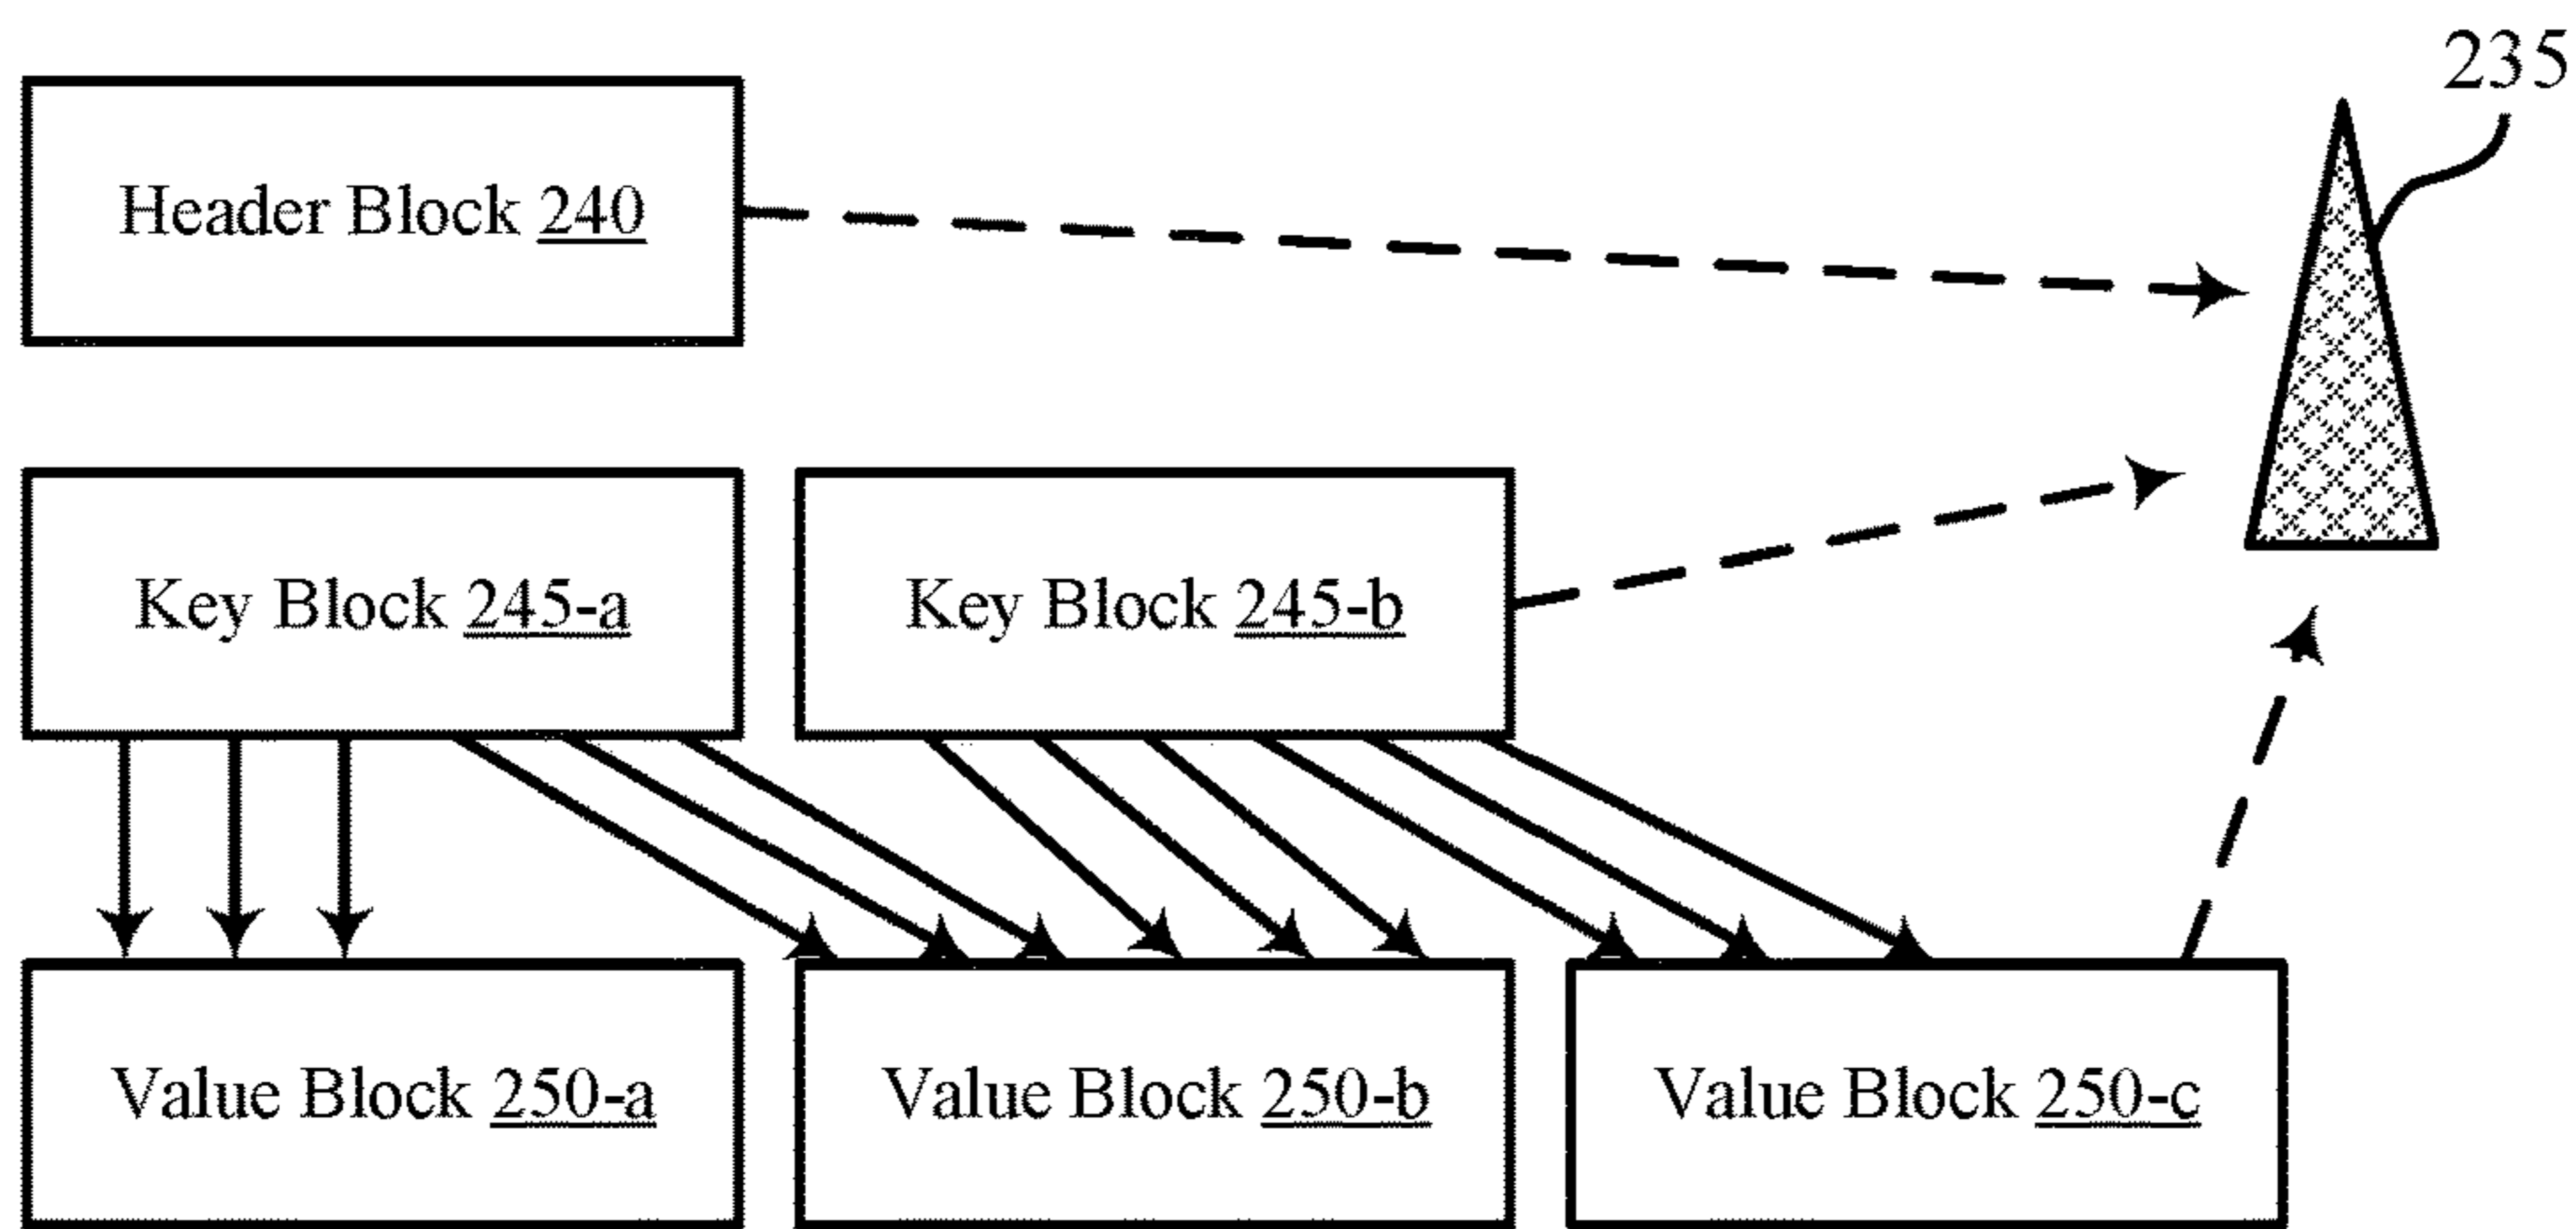 235
Header Block 240
Key Block 245-a
Key Block 245-b
Value Block 250-a
Value Block 250-b
Value Block 250-c